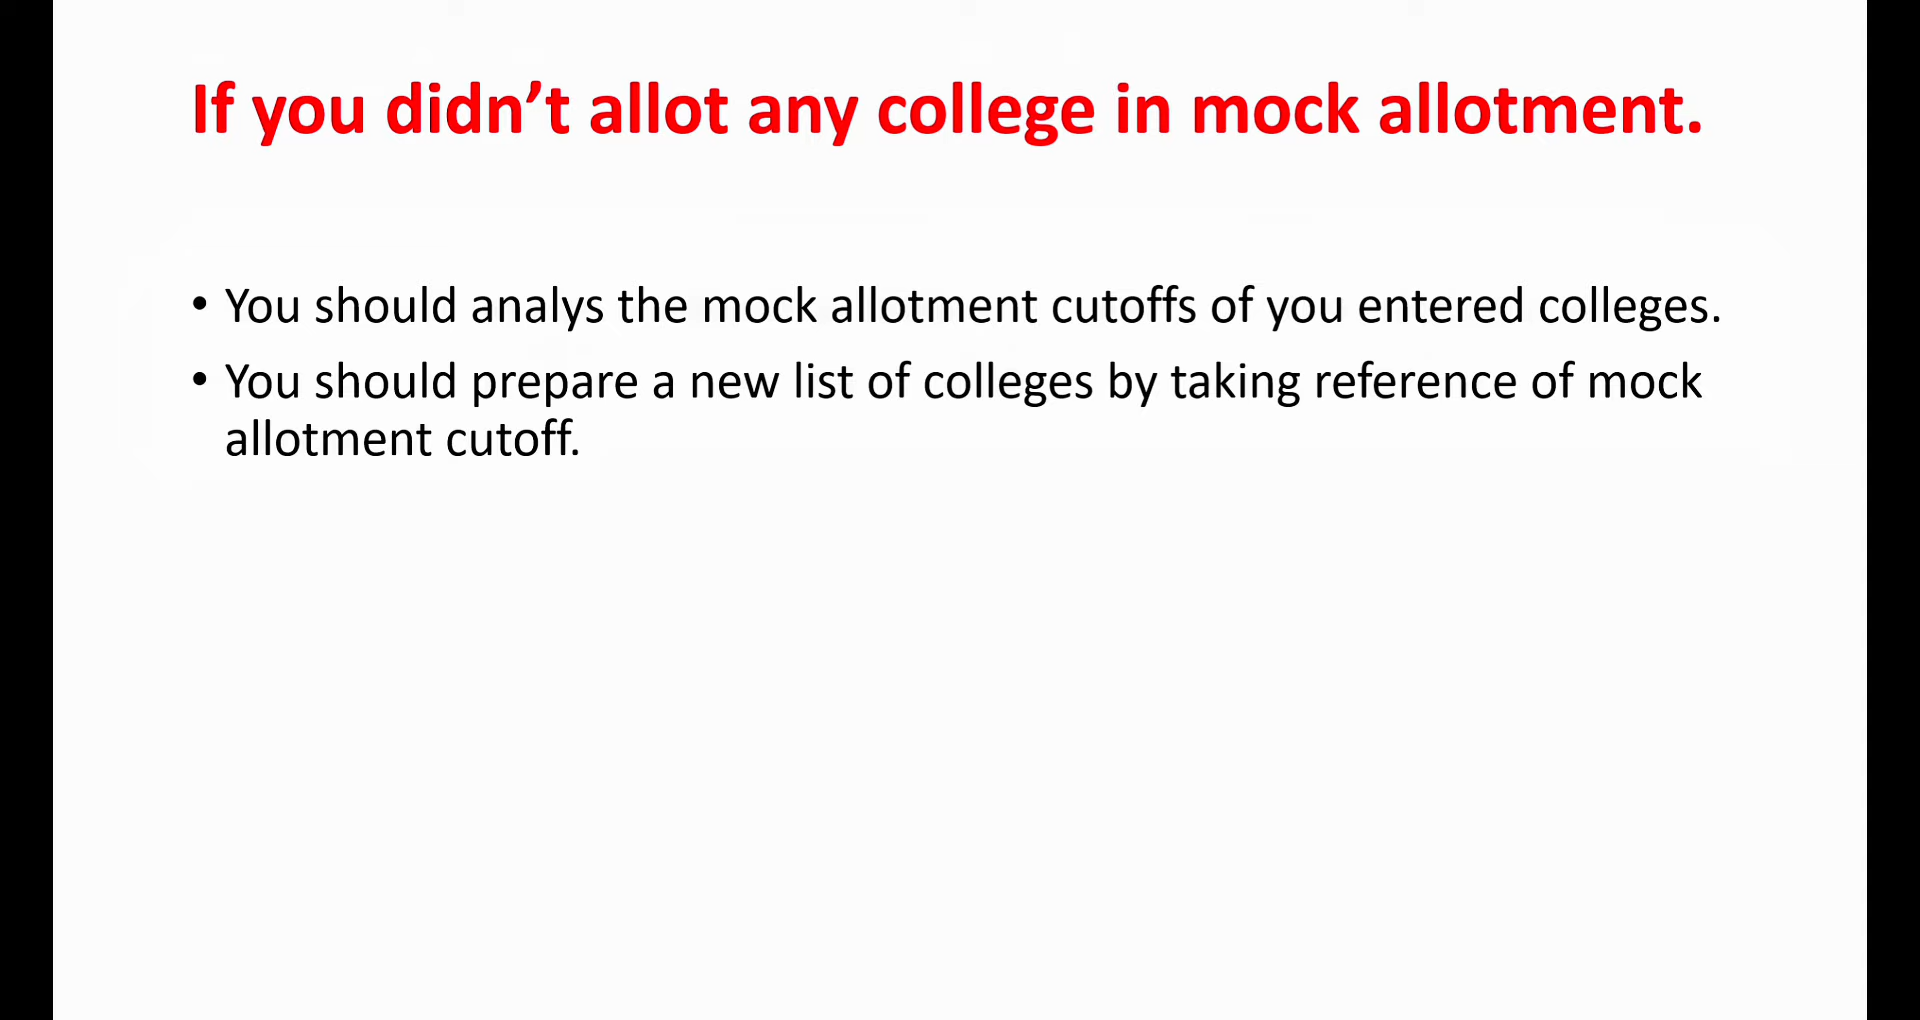 If you didn’t allot any college in mock allotment.
• You should analys the mock allotment cutoffs of you entered colleges.
• You should prepare a new list of colleges by taking reference of mock
allotment cutoff.